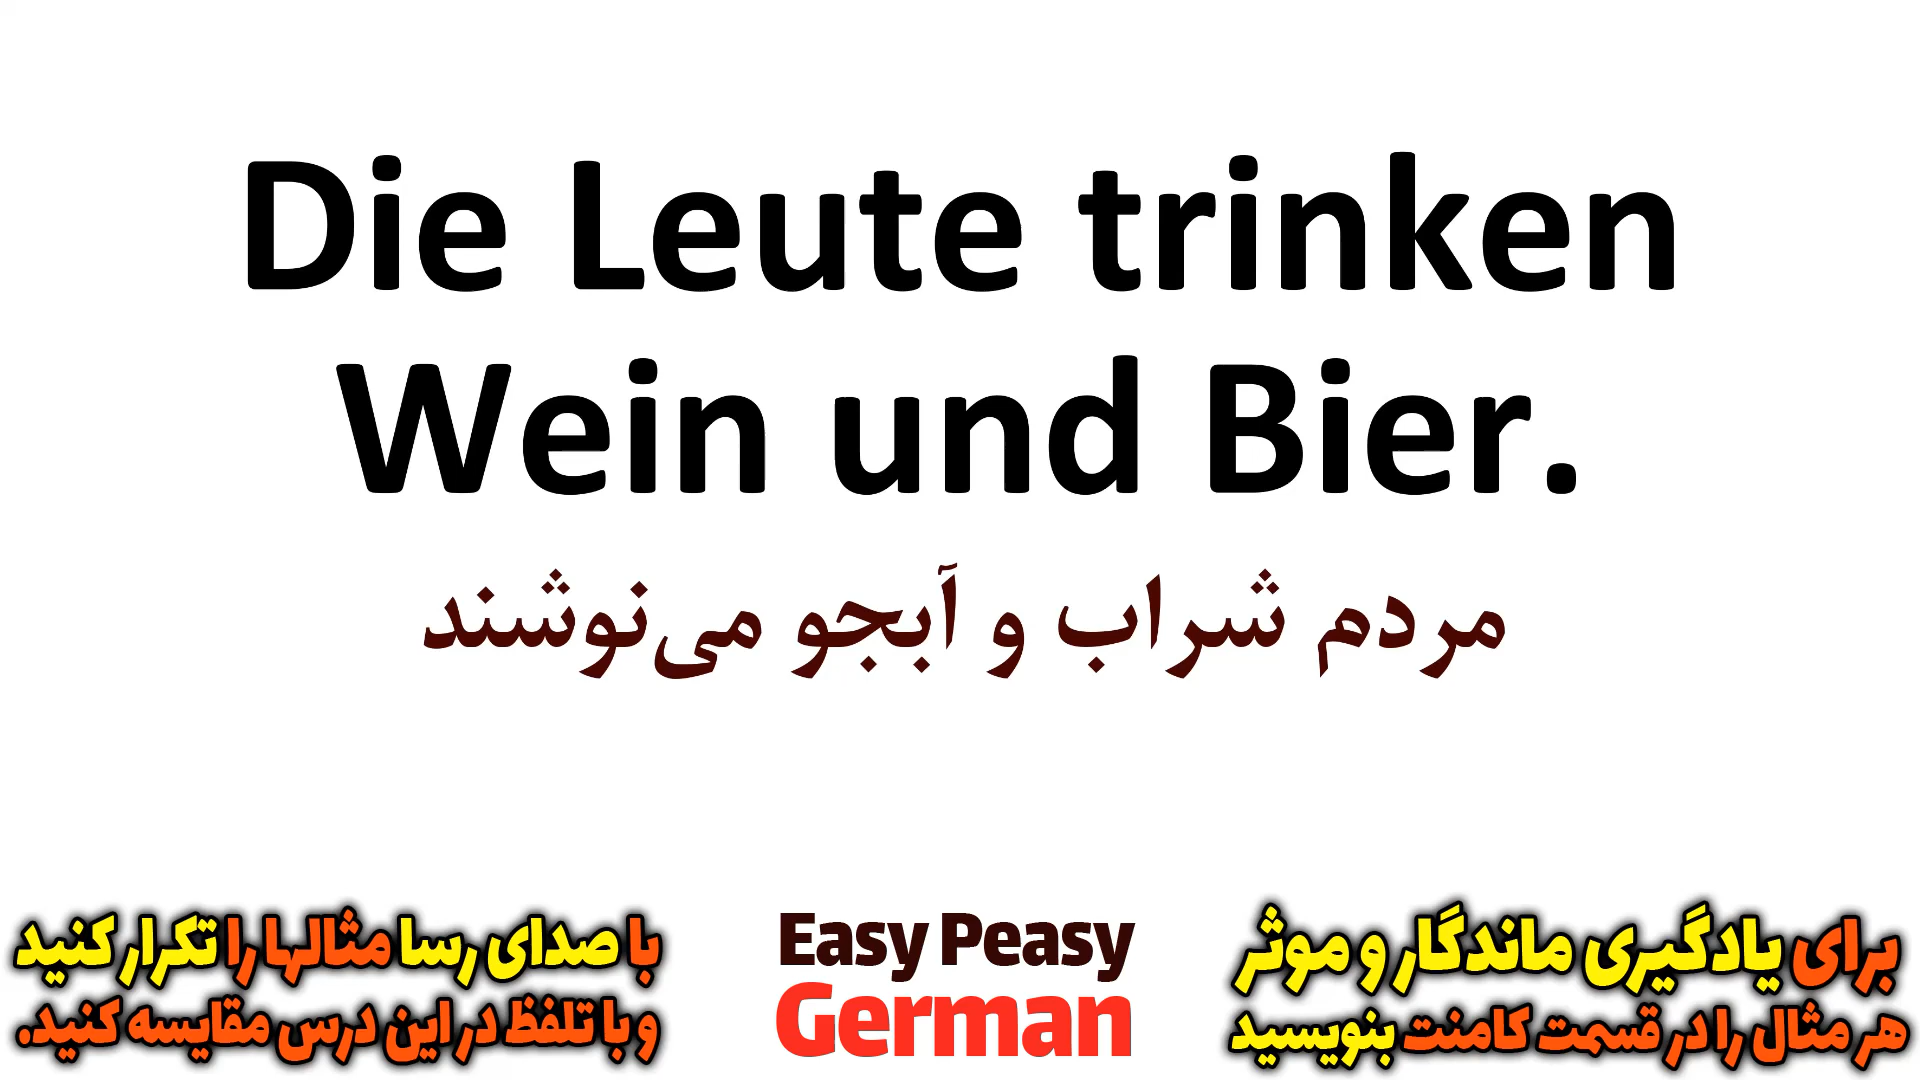 Die Leute trinken
Wein und Bier.
مردم شراب و آبجو می‌نوشند
با صدای رسا مثالها را تکرار کنید
و با تلفظ در این درس مقایسه کنید.
Easy Peasy
German
برای یادگیری ماندگار و موثر
هر مثال را در قسمت کامنت بنویسید